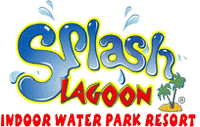 Splash
LAGOON
®
INDOOR WATER PARK RESORT